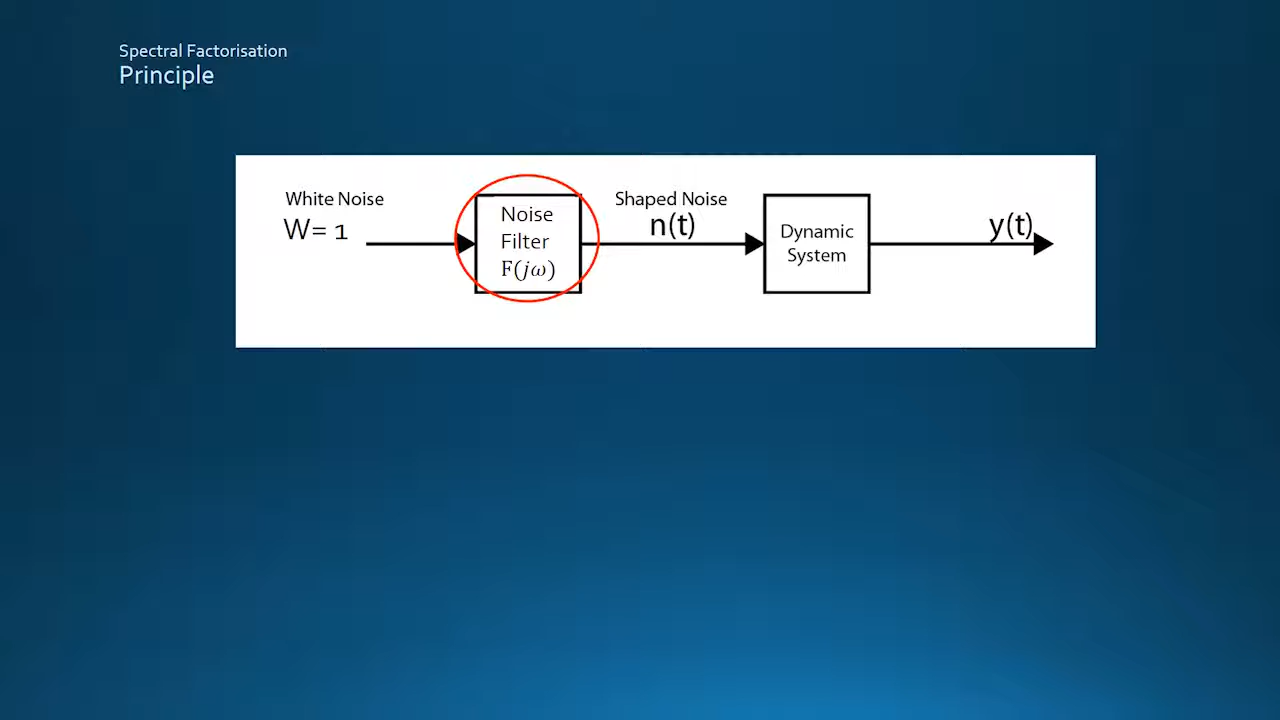 Spectral Factorisation
Principle
White Noise
W= 1
Noise
Filter
F(jω)
Shaped Noise
n(t)
Dynamic
System
y(t)